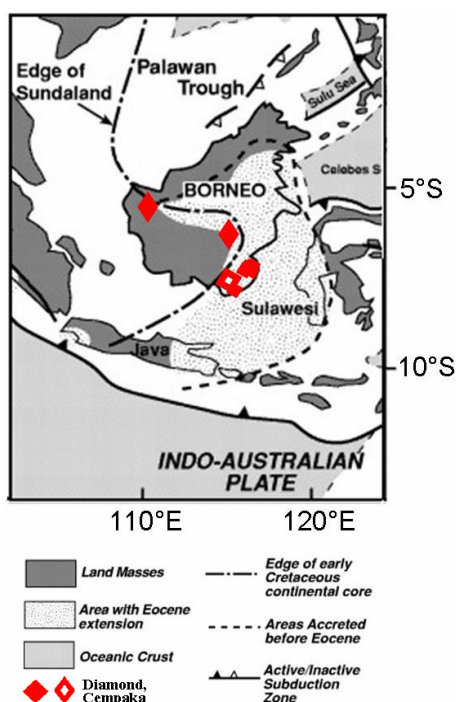 Edge of
Sundaland
Palawan
Trough
Sulu Sea
Celebes S
BORNEO
5°S
Sulawesi
Java
10°S
INDO-AUSTRALIAN
PLATE
110°E
120°E
Land Masses
Area with Eocene
extension
Oceanic Crust
Diamond,
Cempaka
Edge of early
Cretaceous
continental core
Areas Accreted
before Eocene
Active/Inactive
Subduction
Zone